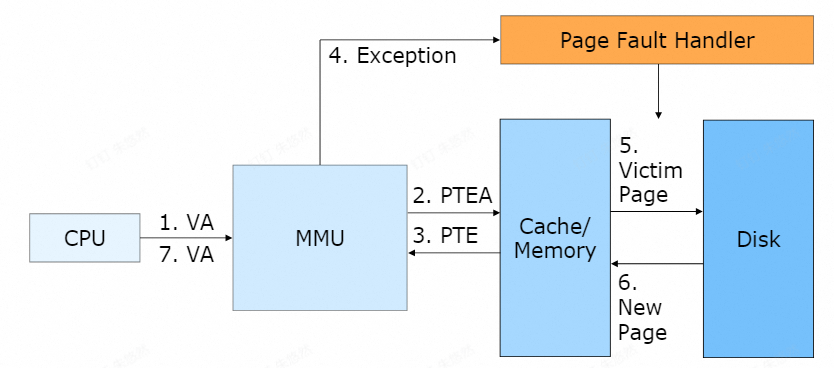 Page Fault Handler
4. Exception
5.
Victim
Page
2. PTEA
1. VA
CPU
MMU
3. PTE
Cache/
Memory
Disk
7. VA
6.
New
Page